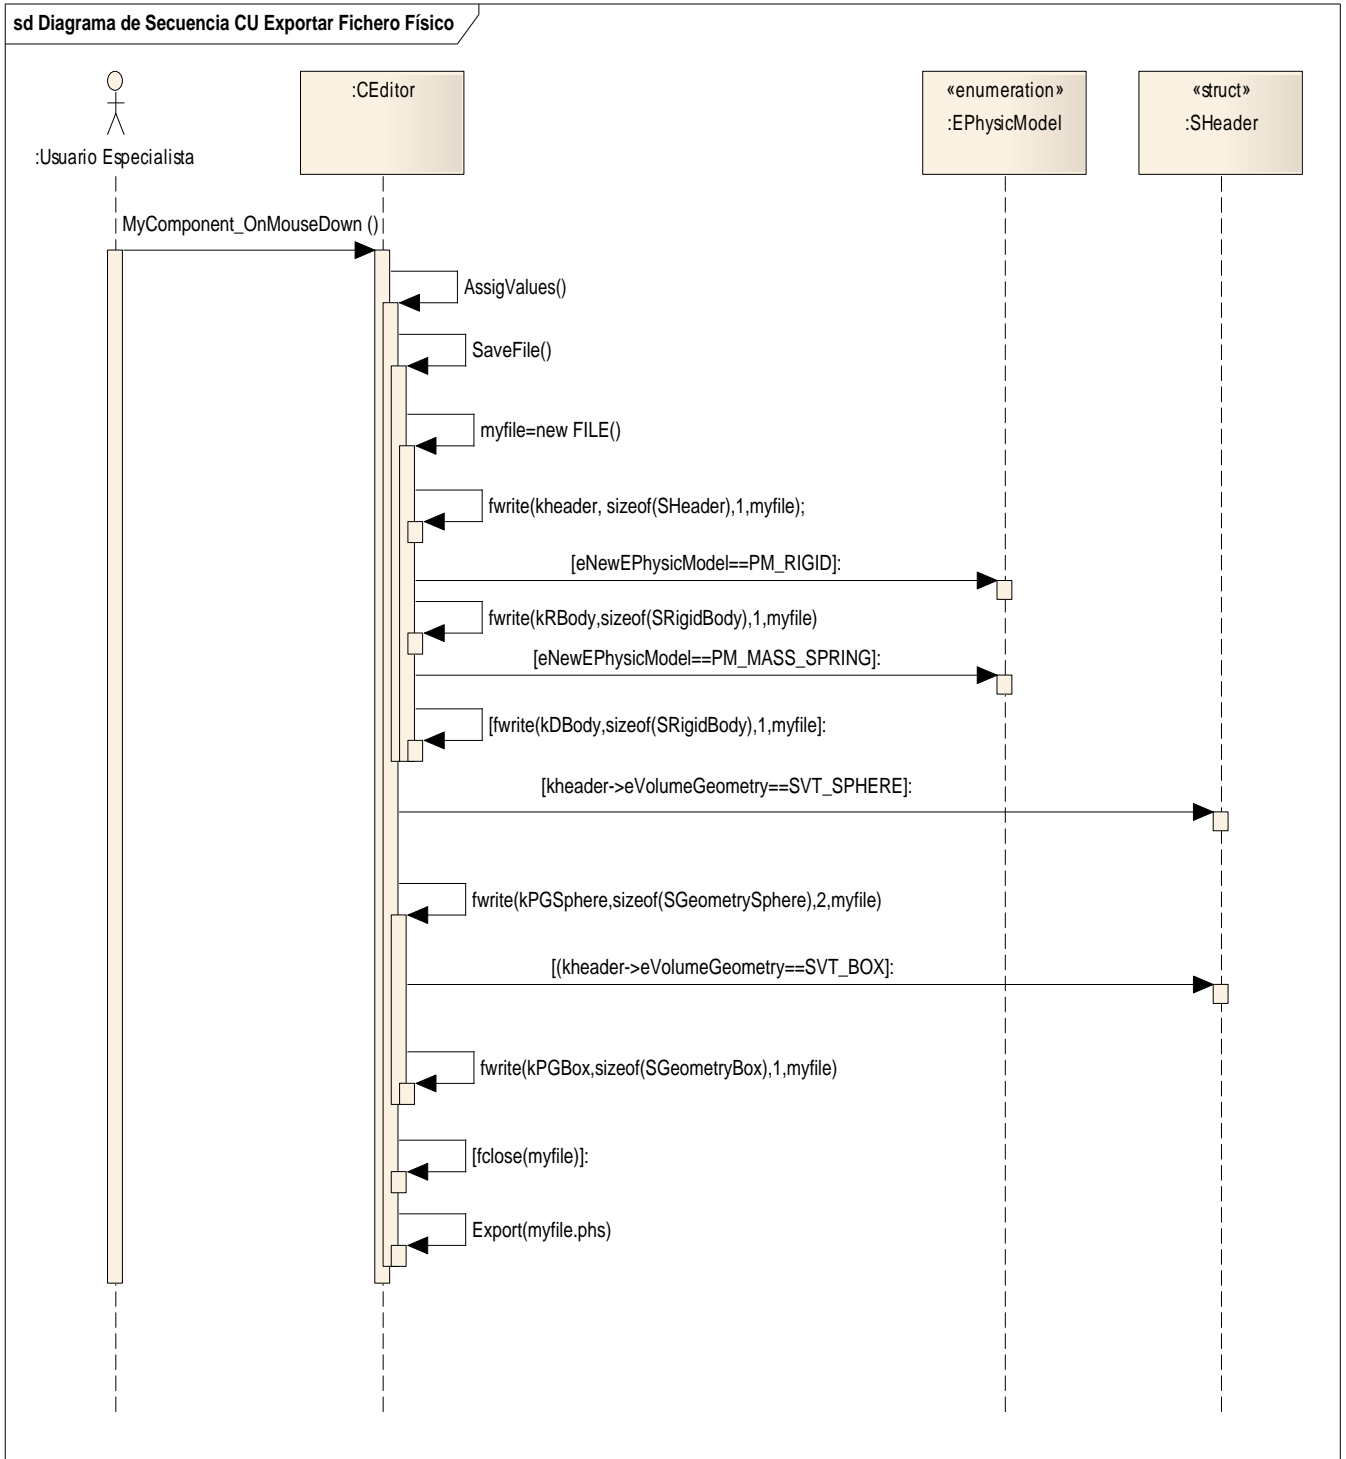 sd Diagrama de Secuencia CU Exportar Fichero Físico
:Usuario Especialista
:CEditor
«enumeration»
:EPhysicModel
«struct»
:SHeader
MyComponent_OnMouseDown ()
AssigValues()
SaveFile()
myfile=new FILE()
fwrite(kheader, sizeof(SHeader),1,myfile);
[eNewEPhysicModel==PM_RIGID]:
fwrite(kRBody,sizeof(SRigidBody),1,myfile)
[eNewEPhysicModel==PM_MASS_SPRING]:
[fwrite(kDBody,sizeof(SRigidBody),1,myfile]:
[kheader->eVolumeGeometry==SVT_SPHERE]:
fwrite(kPGSphere,sizeof(SGeometrySphere),2,myfile)
[(kheader->eVolumeGeometry==SVT_BOX]:
fwrite(kPGBox,sizeof(SGeometryBox),1,myfile)
[fclose(myfile)]:
Export(myfile.phs)